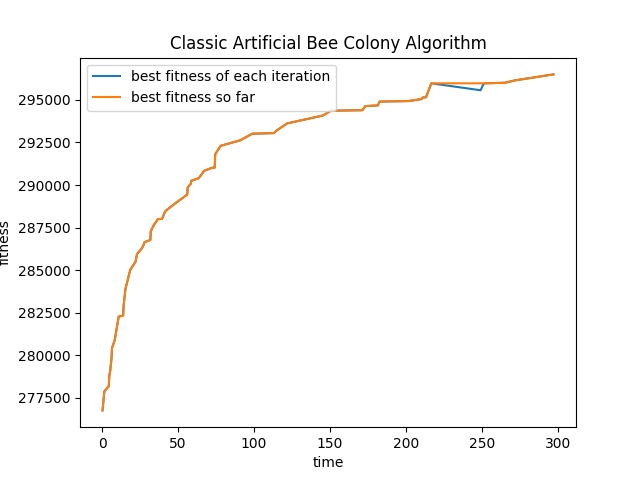 Classic Artificial Bee Colony Algorithm
best fitness of each iteration
best fitness so far
295000
292500
290000
287500
285000
282500
280000
277500
fitness
0 50 100 150 200 250 300
time